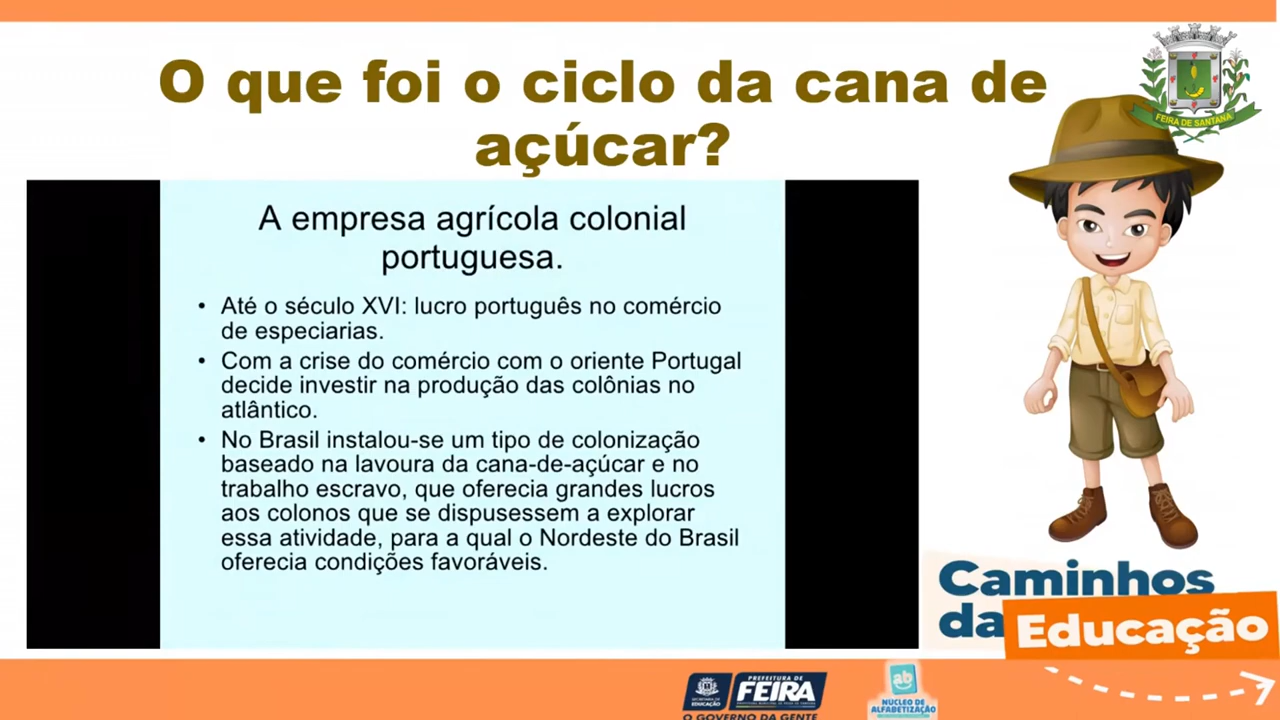 O que foi o ciclo da cana de
açúcar?
FEIRA DE SANTANA
A empresa agrícola colonial
portuguesa.
• Até o século XVI: lucro português no comércio
de especiarias.
• Com a crise do comércio com o oriente Portugal
decide investir na produção das colônias no
atlântico.
• No Brasil instalou-se um tipo de colonização
baseado na lavoura da cana-de-açúcar e no
trabalho escravo, que oferecia grandes lucros
aos colonos que se dispusessem a explorar
essa atividade, para a qual o Nordeste do Brasil
oferecia condições favoráveis.
Caminhos
da Educação
SECRETARIA DE
EDUCAÇÃO
PREFEITURA DE
FEIRA
O GOVERNO DA GENTE
ab
NÚCLEO DE
ALFABETIZAÇÃO